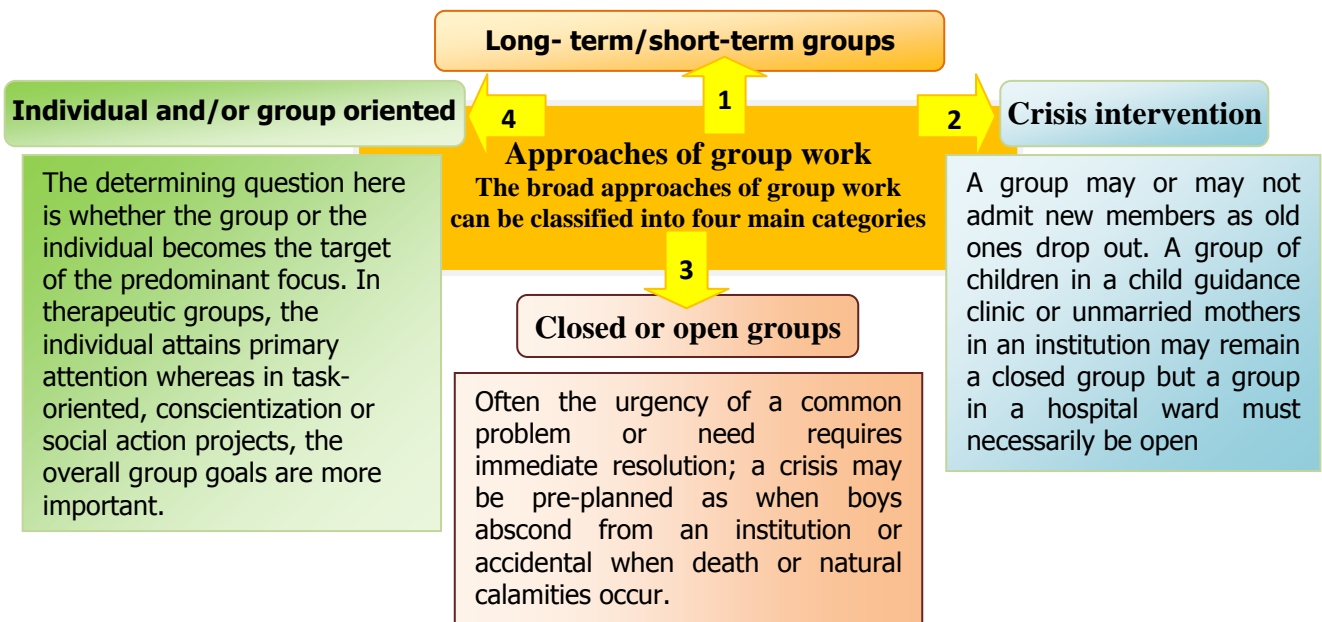 Long- term/short-term groups
1
Individual and/or group oriented
4
2
Crisis intervention
Approaches of group work
The broad approaches of group work
can be classified into four main categories
3
The determining question here
is whether the group or the
individual becomes the target
of the predominant focus. In
therapeutic groups, the
individual attains primary
attention whereas in task-
oriented, conscientization or
social action projects, the
overall group goals are more
important.
Closed or open groups
Often the urgency of a common
problem or need requires
immediate resolution; a crisis may
be pre-planned as when boys
abscond from an institution or
accidental when death or natural
calamities occur.
A group may or may not
admit new members as old
ones drop out. A group of
children in a child guidance
clinic or unmarried mothers
in an institution may remain
a closed group but a group
in a hospital ward must
necessarily be open